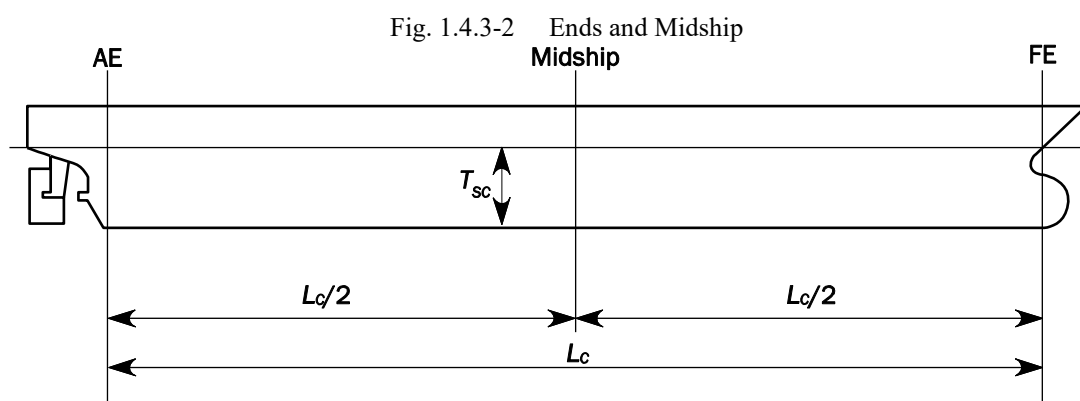 Fig. 1.4.3-2 Ends and Midship
AE Midship FE
Tsc
Lc/2 Lc/2
Lc